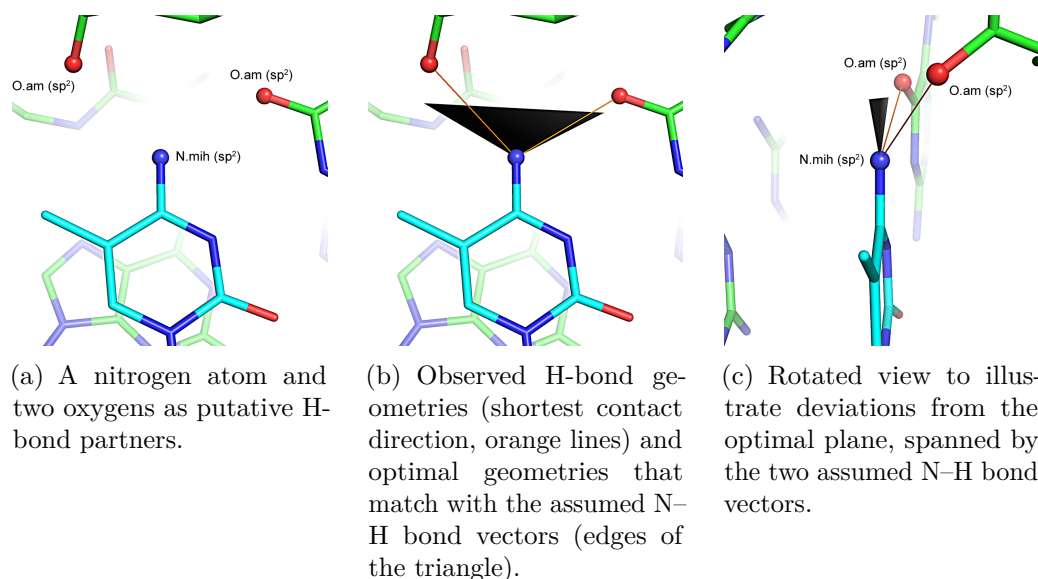 O.am (sp²)
O.am (sp²)
N.mih (sp²)
O.am (sp²)
O.am (sp²)
N.mih (sp²)
(a) A nitrogen atom and
two oxygens as putative H-
bond partners.
(b) Observed H-bond ge-
ometries (shortest contact
direction, orange lines) and
optimal geometries that
match with the assumed N–
H bond vectors (edges of
the triangle).
(c) Rotated view to illus-
trate deviations from the
optimal plane, spanned by
the two assumed N–H bond
vectors.